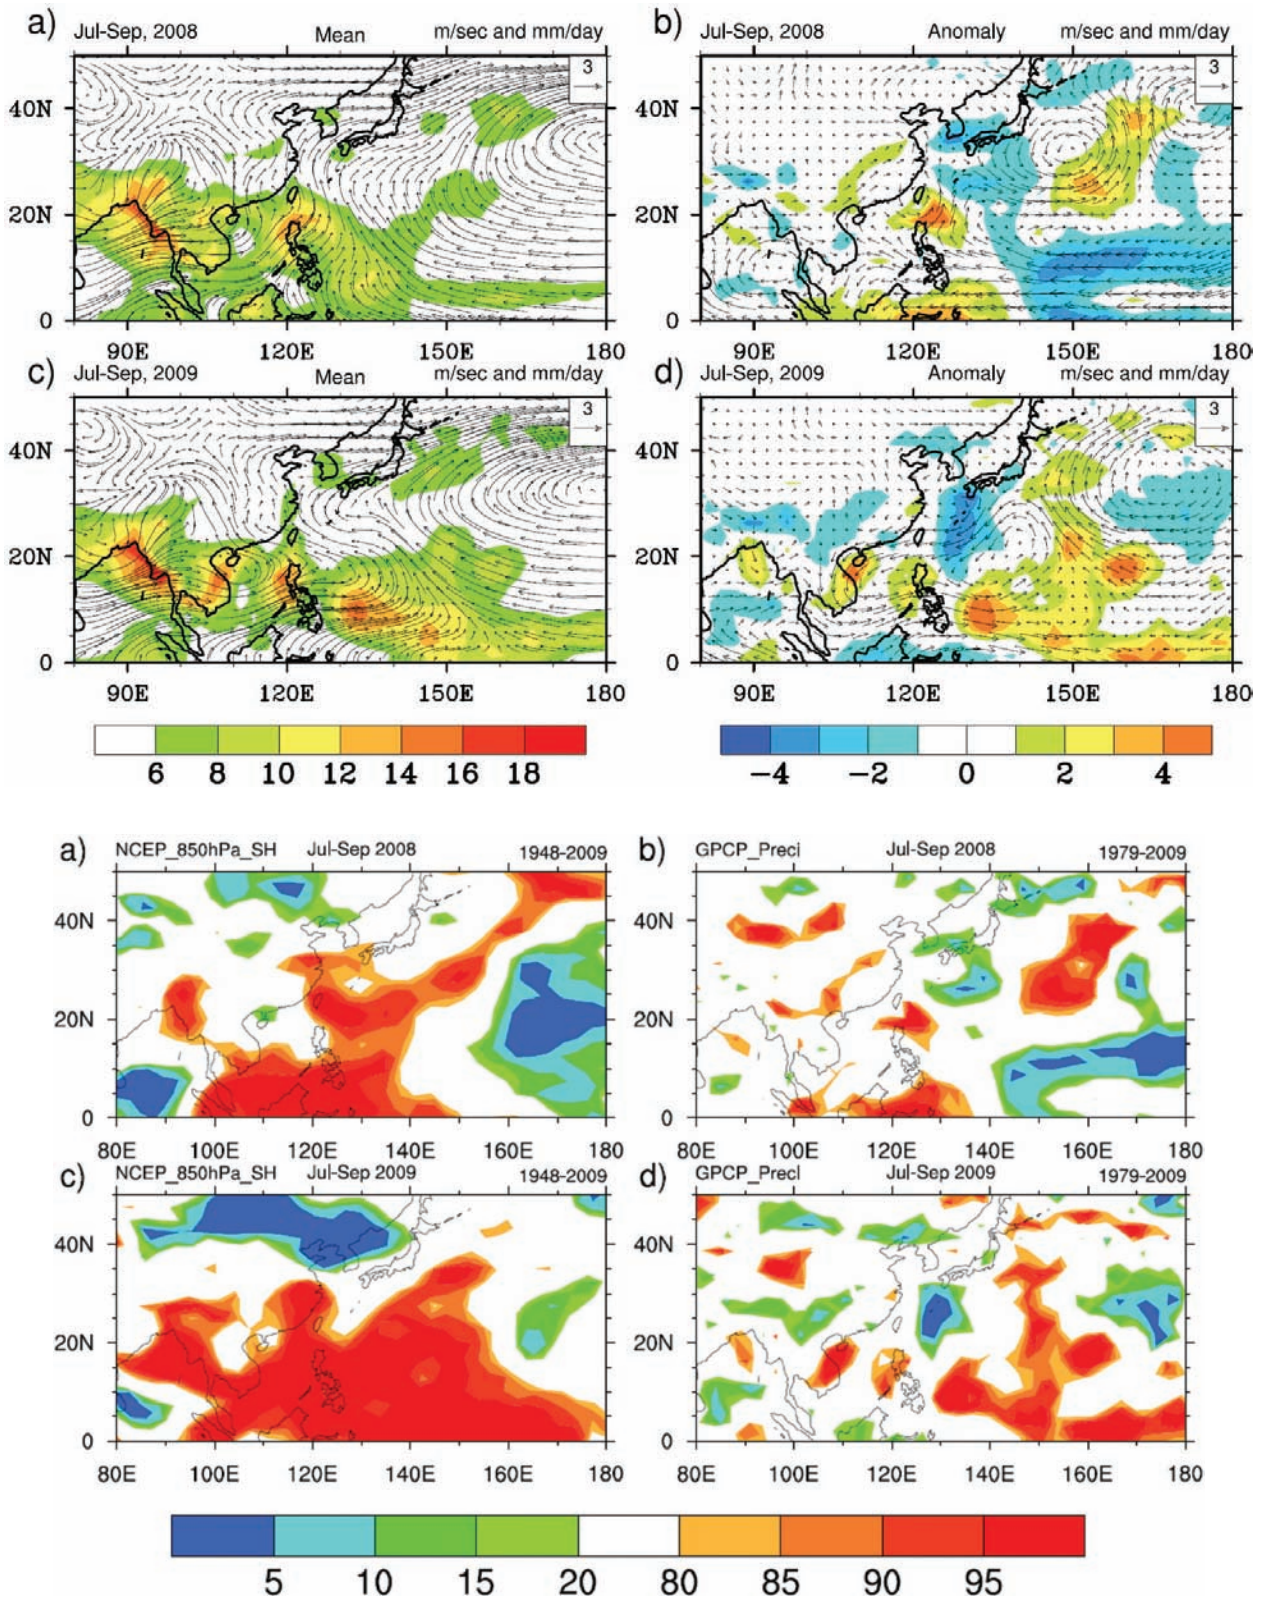 a) Jul-Sep, 2008 Mean m/sec and mm/day
3
40N
20N
0
90E 120E 150E 180
b) Jul-Sep, 2008 Anomaly m/sec and mm/day
3
40N
20N
0
90E 120E 150E 180
c) Jul-Sep, 2009 Mean m/sec and mm/day
3
40N
20N
0
90E 120E 150E 180
d) Jul-Sep, 2009 Anomaly m/sec and mm/day
3
40N
20N
0
90E 120E 150E 180
6 8 10 12 14 16 18
-4 -2 0 2 4
a) NCEP_850hPa_SH Jul-Sep 2008 1948-2009
40N
20N
0
80E 100E 120E 140E 160E 180
b) GPCP_Preci Jul-Sep 2008 1979-2009
40N
20N
0
80E 100E 120E 140E 160E 180
c) NCEP_850hPa_SH Jul-Sep 2009 1948-2009
40N
20N
0
80E 100E 120E 140E 160E 180
d) GPCP_Preci Jul-Sep 2009 1979-2009
40N
20N
0
80E 100E 120E 140E 160E 180
5 10 15 20 80 85 90 95